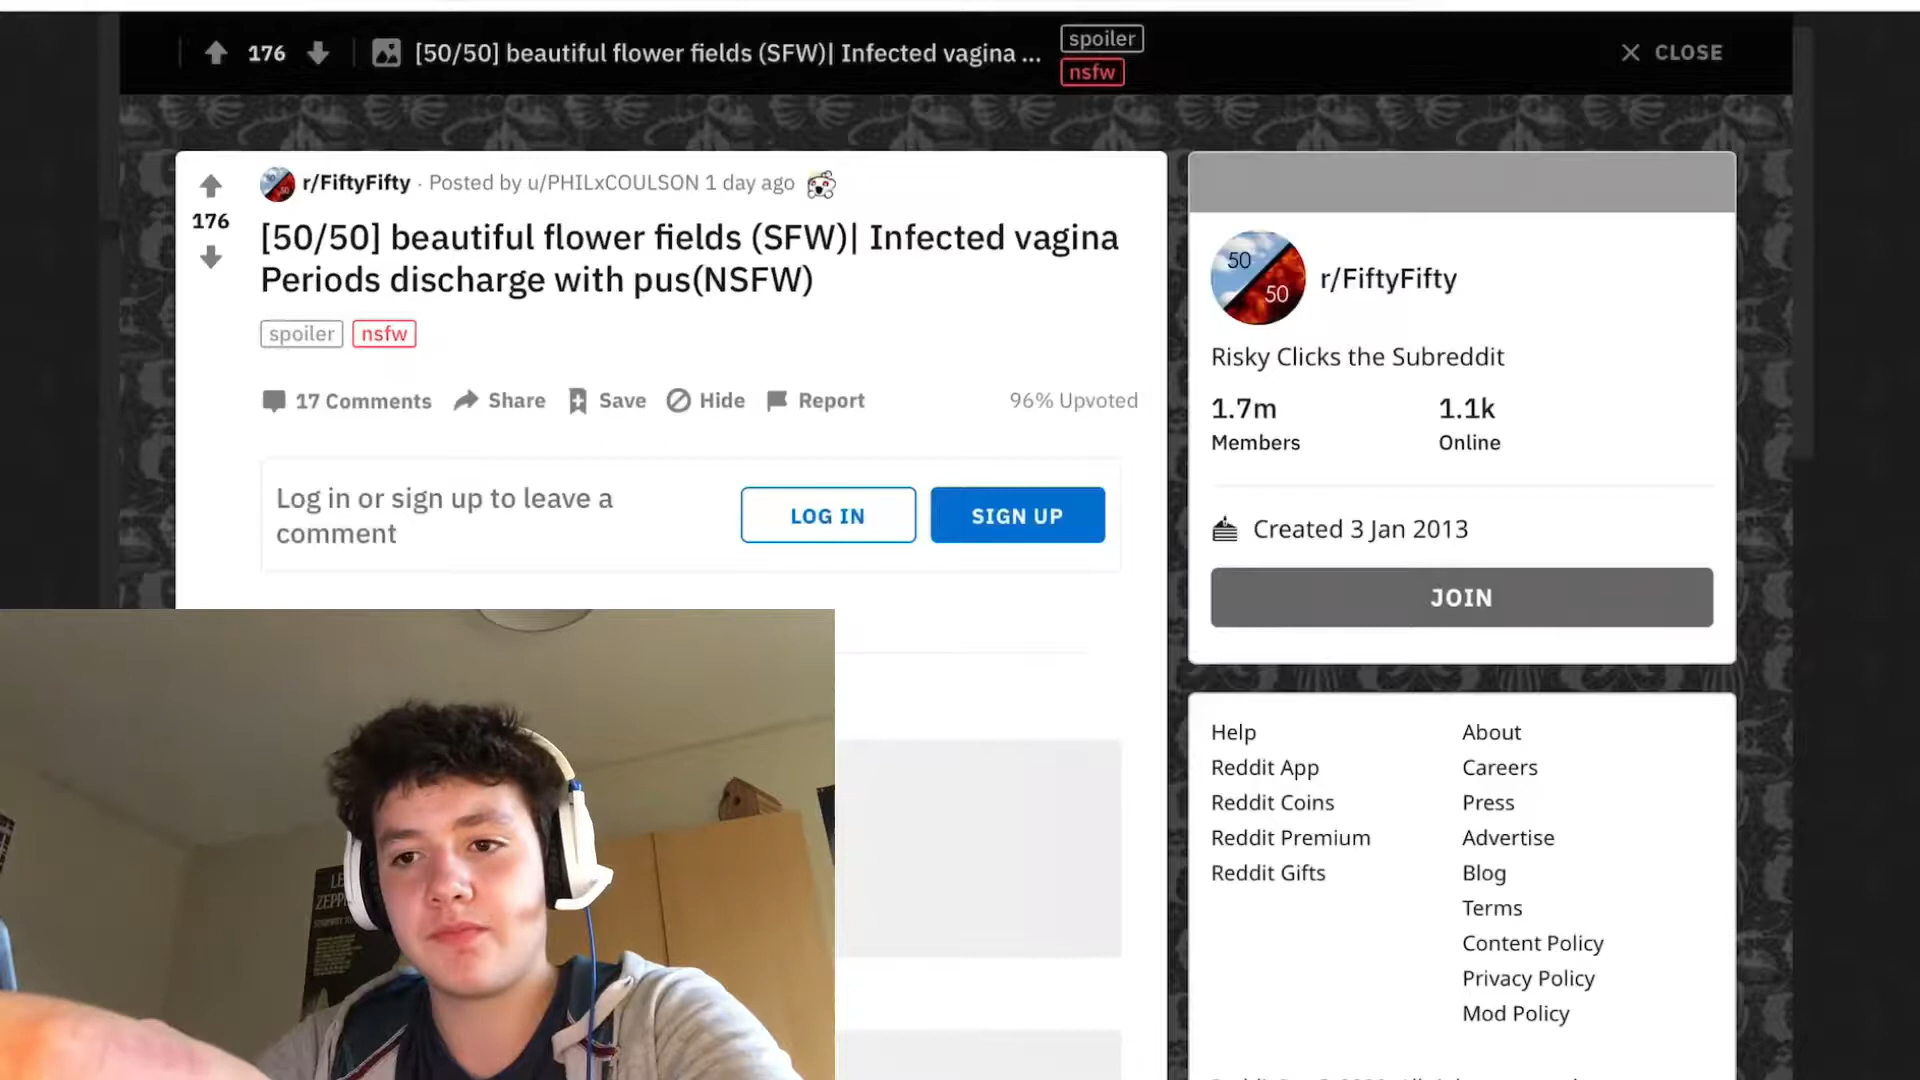 176 [50/50] beautiful flower fields (SFW)| Infected vagina ... spoiler
nsfw
CLOSE
r/FiftyFifty · Posted by u/PHILxCOULSON 1 day ago
176
[50/50] beautiful flower fields (SFW)| Infected vagina
Periods discharge with pus(NSFW)
spoiler nsfw
17 Comments Share Save Hide Report 96% Upvoted
Log in or sign up to leave a
comment
LOG IN SIGN UP
50
50
r/FiftyFifty
Risky Clicks the Subreddit
1.7m 1.1k
Members Online
Created 3 Jan 2013
JOIN
Help About
Reddit App Careers
Reddit Coins Press
Reddit Premium Advertise
Reddit Gifts Blog
Terms
Content Policy
Privacy Policy
Mod Policy
LE
ZEPP